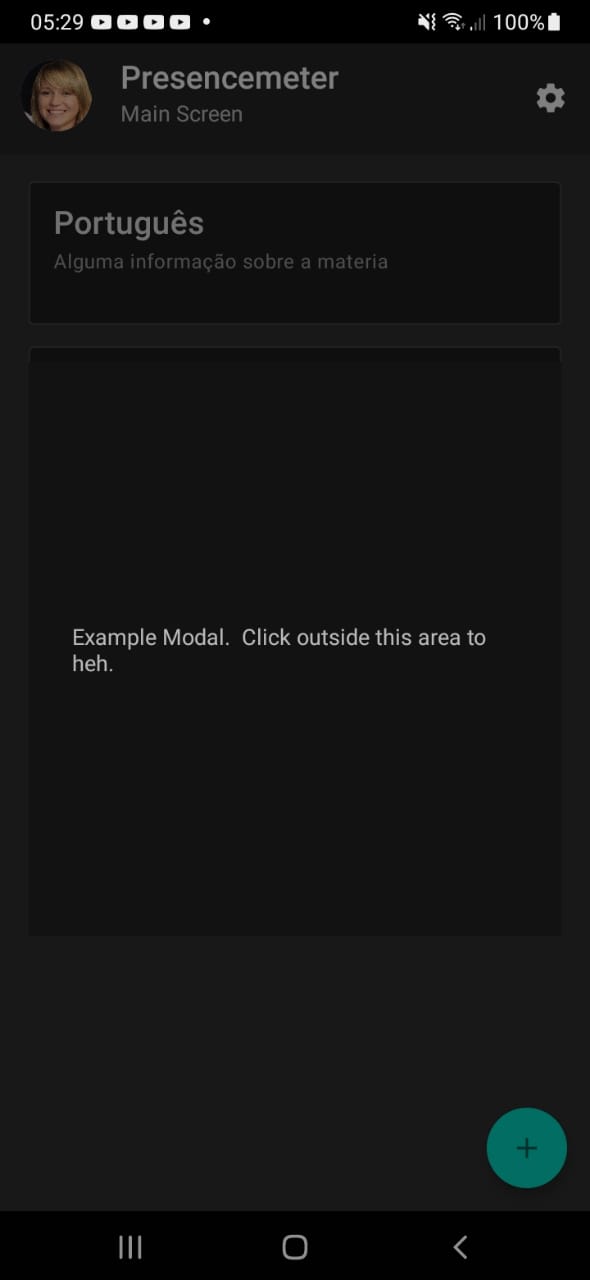 05:29
100%
Presencemeter
Main Screen
Português
Alguma informação sobre a materia
Example Modal.  Click outside this area to
heh.
+